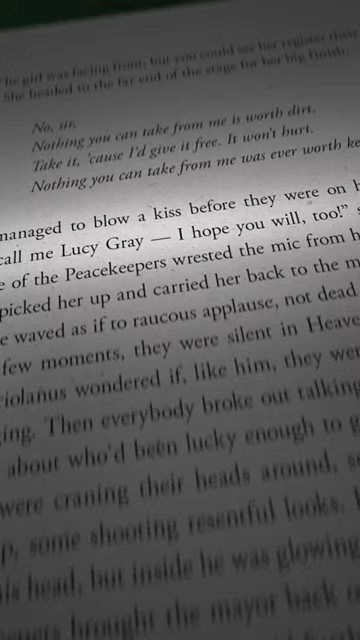 The girl was facing front, but you could see her register their
She headed to the far end of the stage for her big finish.
No, sir,
Nothing you can take from me is worth dirt.
Take it, 'cause I'd give it free. It won't hurt.
Nothing you can take from me was ever worth ke
managed to blow a kiss before they were on h
call me Lucy Gray — I hope you will, too!" s
e of the Peacekeepers wrested the mic from h
picked her up and carried her back to the m
e waved as if to raucous applause, not dead
few moments, they were silent in Heave
riolanus wondered if, like him, they wer
ing. Then everybody broke out talking
about who'd been lucky enough to g
were craning their heads around, s
p, some shooting resentful looks.
is head, but inside he was glowing
brought the mayor back o